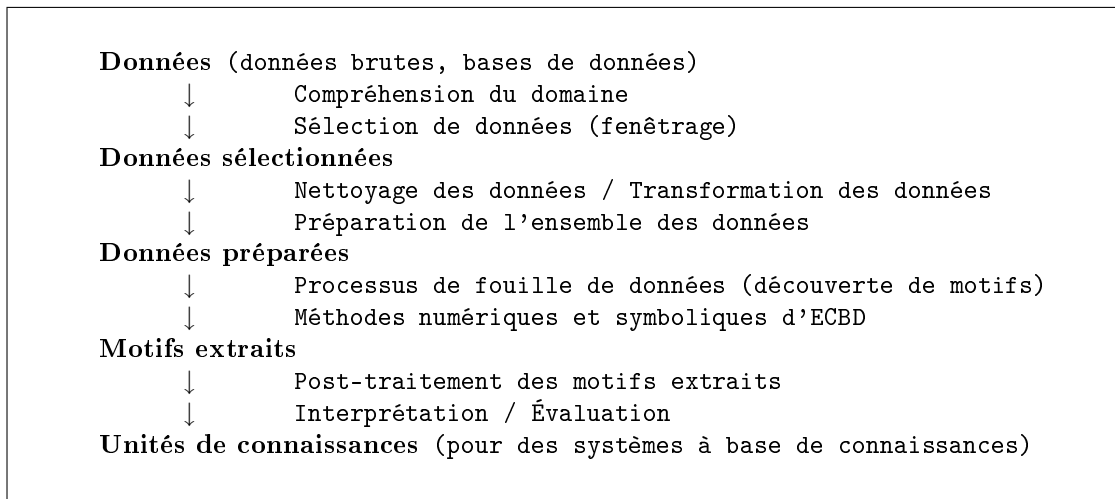 Données (données brutes, bases de données)
↓ Compréhension du domaine
↓ Sélection de données (fenêtrage)
Données sélectionnées
↓ Nettoyage des données / Transformation des données
↓ Préparation de l'ensemble des données
Données préparées
↓ Processus de fouille de données (découverte de motifs)
↓ Méthodes numériques et symboliques d'ECBD
Motifs extraits
↓ Post-traitement des motifs extraits
↓ Interprétation / Évaluation
Unités de connaissances (pour des systèmes à base de connaissances)